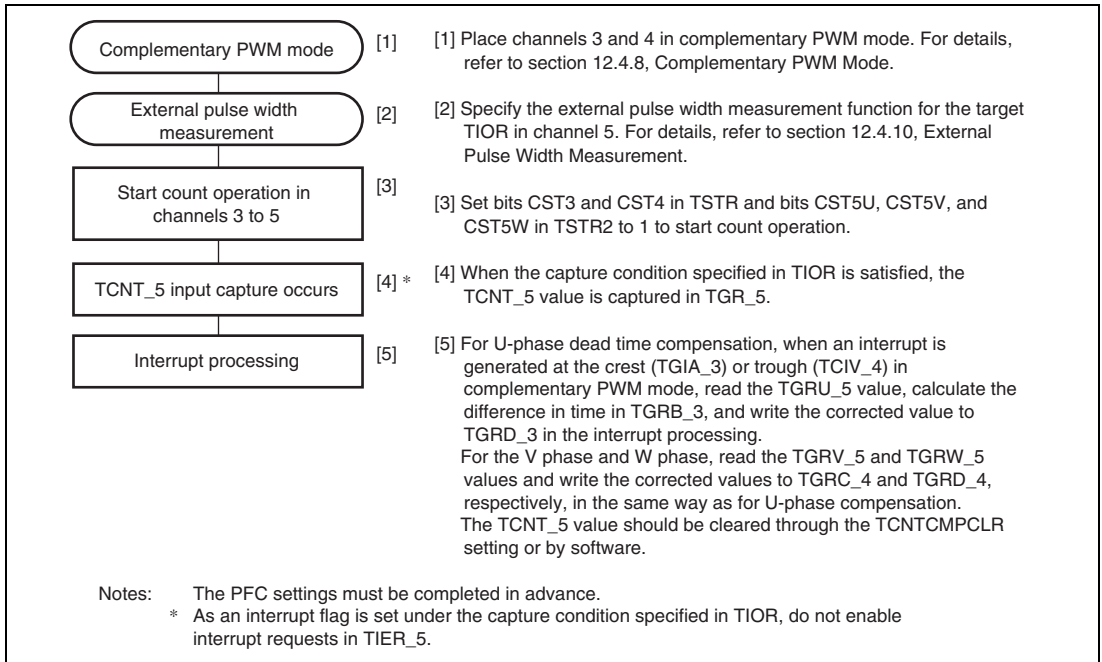 Complementary PWM mode
[1]
[1] Place channels 3 and 4 in complementary PWM mode. For details,
refer to section 12.4.8, Complementary PWM Mode.
External pulse width
measurement
[2]
[2] Specify the external pulse width measurement function for the target
TIOR in channel 5. For details, refer to section 12.4.10, External
Pulse Width Measurement.
Start count operation in
channels 3 to 5
[3]
[3] Set bits CST3 and CST4 in TSTR and bits CST5U, CST5V, and
CST5W in TSTR2 to 1 to start count operation.
TCNT_5 input capture occurs
[4] *
[4] When the capture condition specified in TIOR is satisfied, the
TCNT_5 value is captured in TGR_5.
Interrupt processing
[5]
[5] For U-phase dead time compensation, when an interrupt is
generated at the crest (TGIA_3) or trough (TCIV_4) in
complementary PWM mode, read the TGRU_5 value, calculate the
difference in time in TGRB_3, and write the corrected value to
TGRD_3 in the interrupt processing.
For the V phase and W phase, read the TGRV_5 and TGRW_5
values and write the corrected values to TGRC_4 and TGRD_4,
respectively, in the same way as for U-phase compensation.
The TCNT_5 value should be cleared through the TCNTCMPCLR
setting or by software.
Notes: The PFC settings must be completed in advance.
* As an interrupt flag is set under the capture condition specified in TIOR, do not enable
interrupt requests in TIER_5.